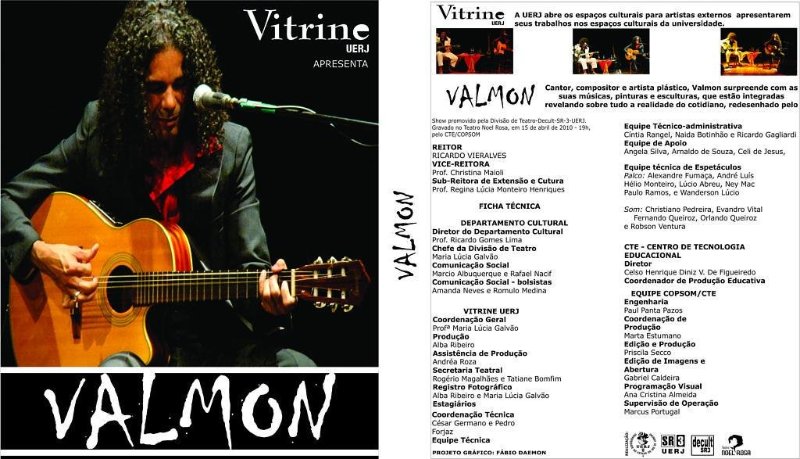 Vitrine
UERJ
APRESENTA
VALMON
VALMON
Vitrine
UERJ
A UERJ abre os espaços culturais para artistas externos apresentarem
seus trabalhos nos espaços culturais da universidade.
VALMON
Cantor, compositor e artista plástico, Valmon surpreende com as
suas músicas, pinturas e esculturas, que estão integradas
revelando sobre tudo a realidade do cotidiano, redesenhado pelo
Show promovido pela Divisão de Teatro-Decult-SR-3-UERJ.
Gravado no Teatro Noel Rosa, em 15 de abril de 2010 - 19h,
pelo CTE/COPSOM
REITOR
RICARDO VIERALVES
VICE-REITORA
Prof. Christina Maioli
Sub-Reitora de Extensão e Cutura
Prof. Regina Lúcia Monteiro Henriques
FICHA TÉCNICA
DEPARTAMENTO CULTURAL
Diretor do Departamento Cultural
Prof. Ricardo Gomes Lima
Chefe da Divisão de Teatro
Maria Lúcia Galvão
Comunicação Social
Marcio Albuquerque e Rafael Nacif
Comunicação Social - bolsistas
Amanda Neves e Romulo Medina
VITRINE UERJ
Coordenação Geral
Profª Maria Lúcia Galvão
Produção
Alba Ribeiro
Assistência de Produção
Andréa Roza
Secretaria Teatral
Rogério Magalhães e Tatiane Bomfim
Registro Fotográfico
Alba Ribeiro e Maria Lúcia Galvão
Estagiários
Coordenação Técnica
César Germano e Pedro
Forjaz
Equipe Técnica
PROJETO GRÁFICO: FÁBIO DAEMON
Equipe Técnico-administrativa
Cíntia Rangel, Naida Botinhão e Ricardo Gagliardi
Equipe de Apoio
Angela Silva, Arnaldo de Souza, Celi de Jesus,
Equipe técnica de Espetáculos
Palco: Alexandre Fumaça, André Luís
Hélio Monteiro, Lúcio Abreu, Ney Mac
Paulo Ramos, e Wanderson Lúcio
Som: Christiano Pedreira, Evandro Vital
Fernando Queiroz, Orlando Queiroz
e Robson Ventura
CTE - CENTRO DE TECNOLOGIA
EDUCACIONAL
Diretor
Celso Henrique Diniz V. De Figueiredo
Coordenador de Produção Educativa
EQUIPE COPSOM/CTE
Engenharia
Paul Panta Pazos
Coordenação de
Produção
Marta Estumano
Edição e Produção
Priscila Secco
Edição de Imagens e
Abertura
Gabriel Caldeira
Programação Visual
Ana Cristina Almeida
Supervisão de Operação
Marcus Portugal
REALIZAÇÃO
SR 3
UERJ
decult
SR3
NOEL ROSA